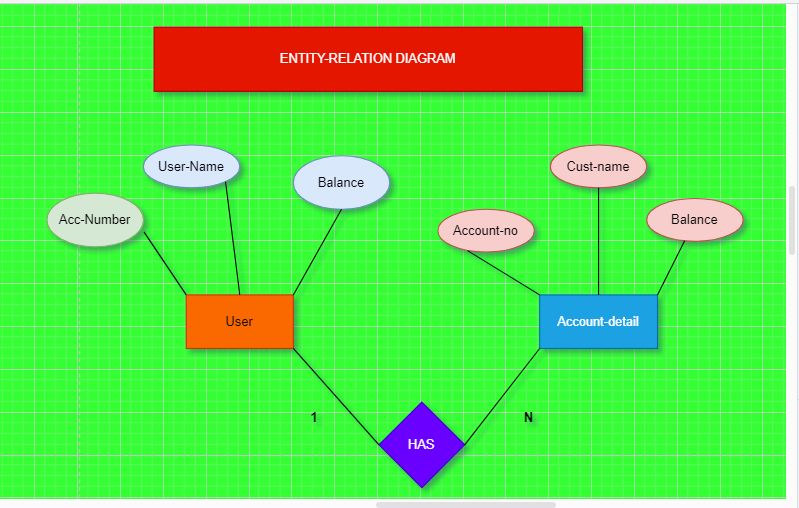 ENTITY-RELATION DIAGRAM
User-Name
Balance
Acc-Number
Cust-name
Account-no
Balance
User
Account-detail
1
N
HAS